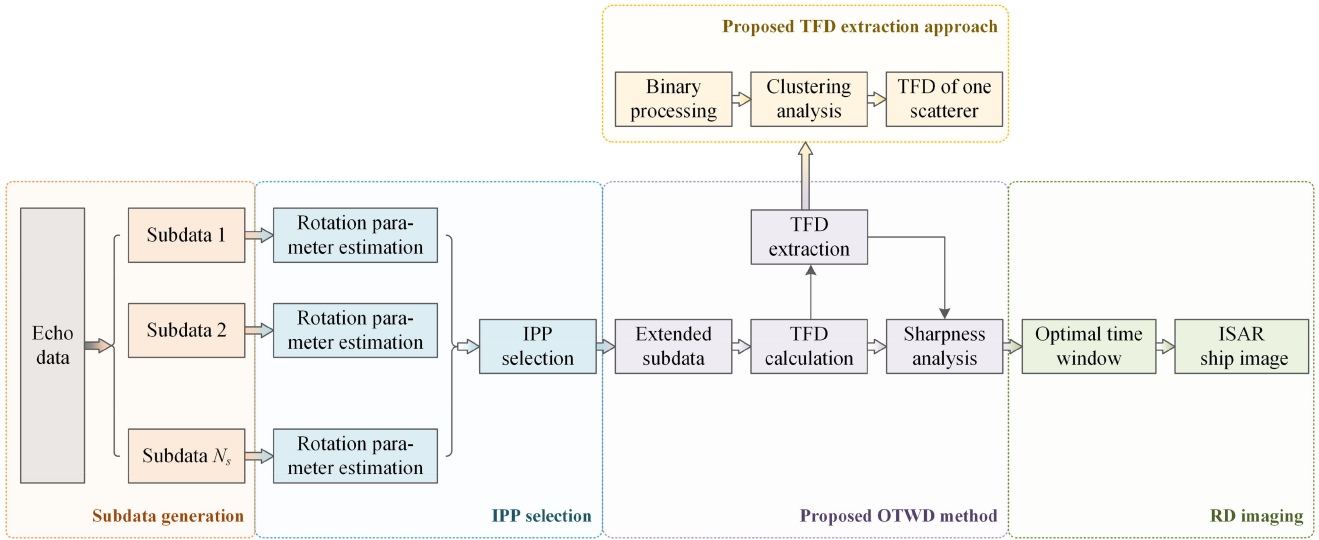 Proposed TFD extraction approach
Binary
processing
Clustering
analysis
TFD of one
scatterer
Echo
data
Subdata 1
Subdata 2
Subdata Nₛ
Subdata generation
Rotation para-
meter estimation
Rotation para-
meter estimation
Rotation para-
meter estimation
IPP
selection
IPP selection
TFD
extraction
Extended
subdata
TFD
calculation
Sharpness
analysis
Proposed OTWD method
Optimal time
window
ISAR
ship image
RD imaging